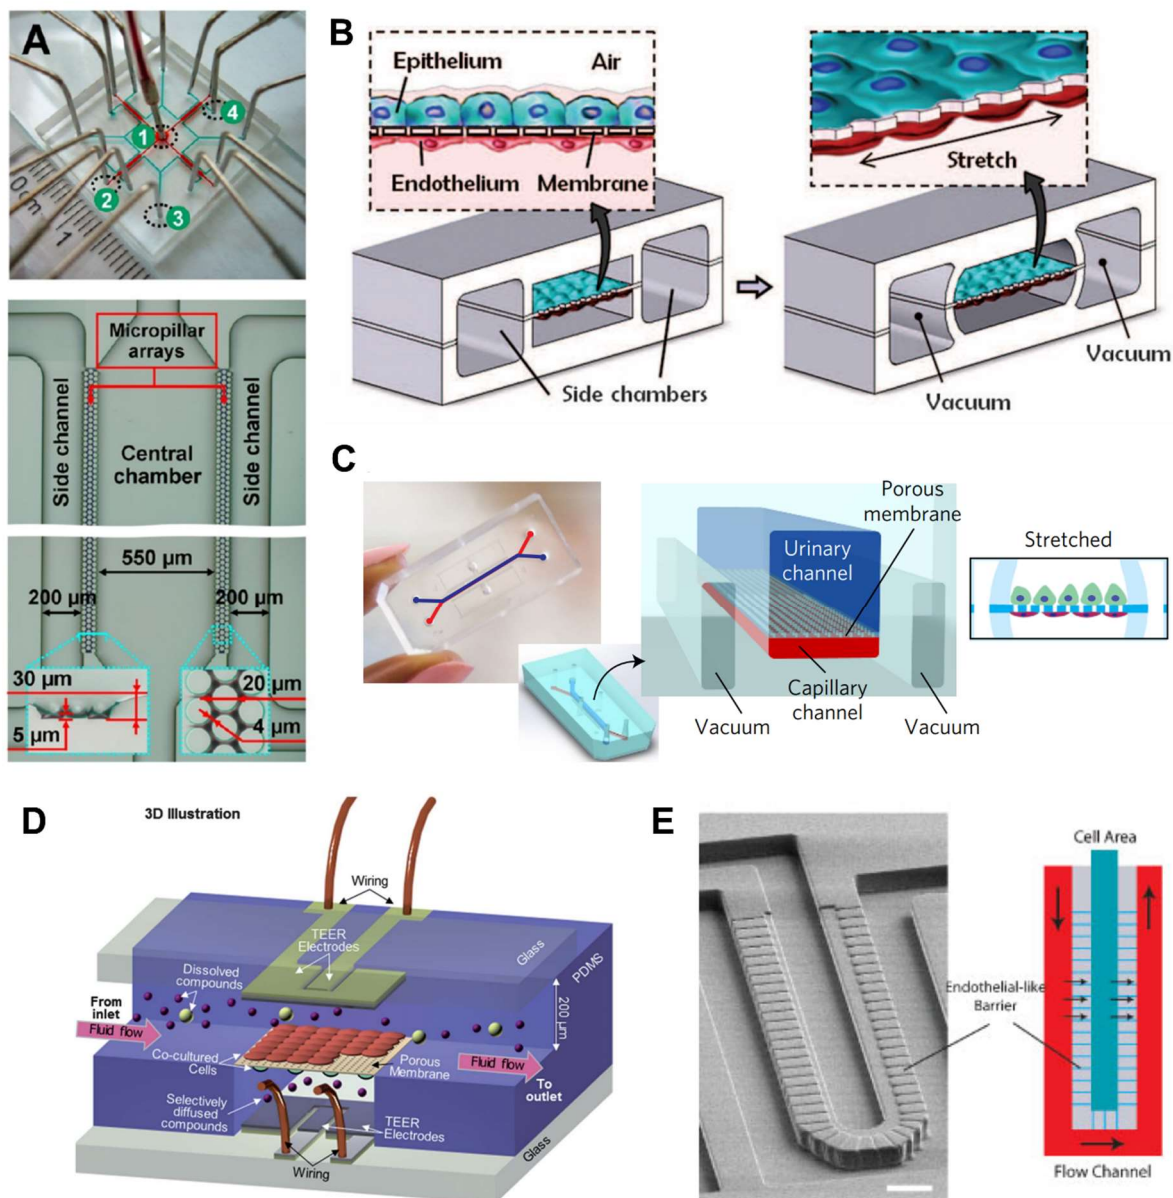 A
1
2
3
4
0cm
1
Micropillar
arrays
Side channel
Central
chamber
Side channel
550 µm
200 µm
200 µm
30 µm
20 µm
5 µm
4 µm
B
Epithelium
Air
Endothelium
Membrane
Stretch
Side chambers
Vacuum
Vacuum
C
Porous
membrane
Urinary
channel
Stretched
Capillary
channel
Vacuum
Vacuum
D
3D Illustration
Wiring
TEER
Electrodes
Glass
PDMS
Dissolved
compounds
From
inlet
Fluid flow
200 µm
Co-cultured
Cells
Porous
Membrane
Fluid flow
To
outlet
Selectively
diffused
compounds
TEER
Electrodes
Glass
Wiring
E
Cell Area
Endothelial-like
Barrier
Flow Channel